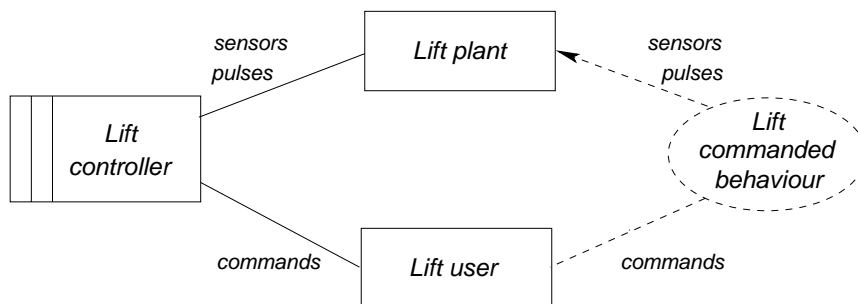 sensors
pulses
Lift plant
sensors
pulses
Lift
controller
Lift
commanded
behaviour
commands
Lift user
commands